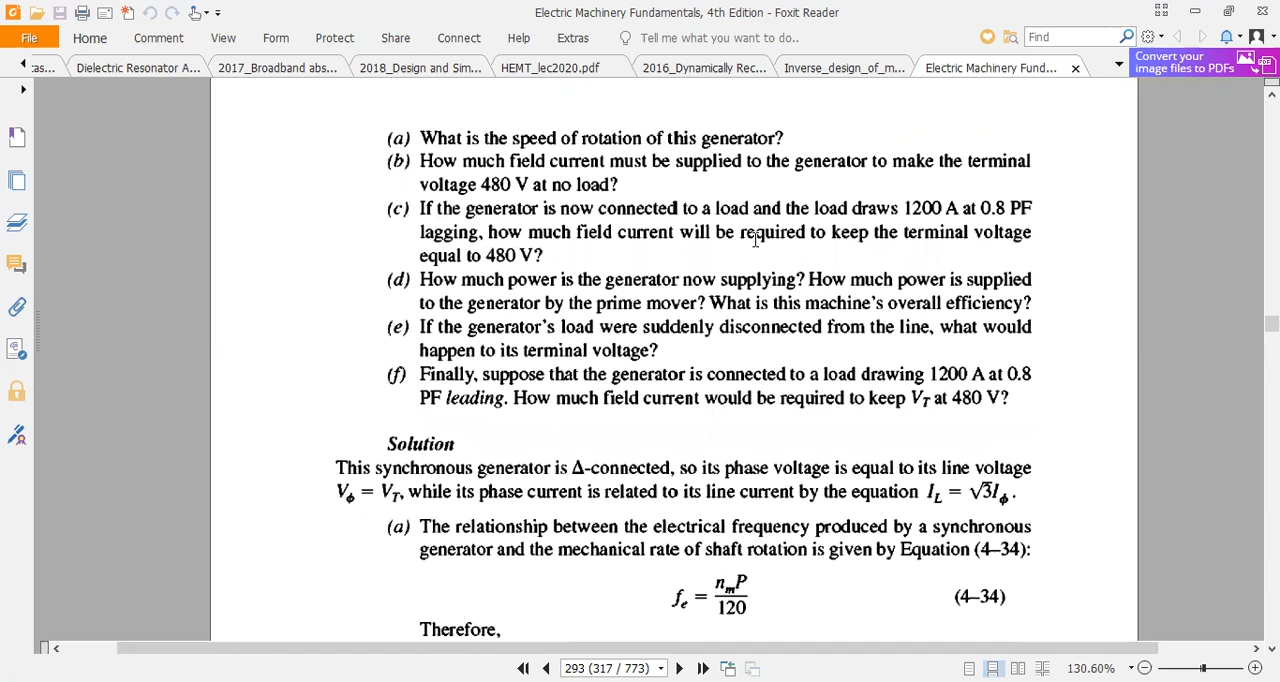 Electric Machinery Fundamentals, 4th Edition - Foxit Reader
File Home Comment View Form Protect Share Connect Help Extras Tell me what you want to do.. Find
tas... Dielectric Resonator A... 2017_Broadband abs... 2018_Design and Sim... HEMT_lec2020.pdf 2016_Dynamically Rec... Inverse_design_of_m... Electric Machinery Fund... Convert your image files to PDFs
(a) What is the speed of rotation of this generator?
(b) How much field current must be supplied to the generator to make the terminal
voltage 480 V at no load?
(c) If the generator is now connected to a load and the load draws 1200 A at 0.8 PF
lagging, how much field current will be required to keep the terminal voltage
equal to 480 V?
(d) How much power is the generator now supplying? How much power is supplied
to the generator by the prime mover? What is this machine's overall efficiency?
(e) If the generator's load were suddenly disconnected from the line, what would
happen to its terminal voltage?
(f) Finally, suppose that the generator is connected to a load drawing 1200 A at 0.8
PF leading. How much field current would be required to keep V_T at 480 V?
Solution
This synchronous generator is Δ-connected, so its phase voltage is equal to its line voltage
V_ϕ = V_T, while its phase current is related to its line current by the equation I_L = √3I_ϕ.
(a) The relationship between the electrical frequency produced by a synchronous
generator and the mechanical rate of shaft rotation is given by Equation (4–34):
f_e = n_m P / 120 (4–34)
Therefore,
293 (317 / 773) 130.60%